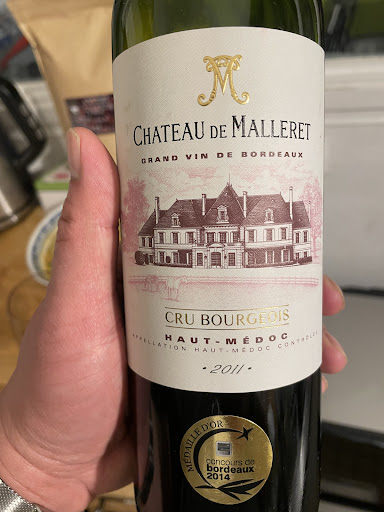 M
CHATEAU DE MALLERET
GRAND VIN DE BORDEAUX
CRU BOURGEOIS
HAUT-MÉDOC
APPELLATION HAUT-MÉDOC CONTRÔLÉE
· 2011 ·
MÉDAILLE D'OR
concours de
bordeaux
2014